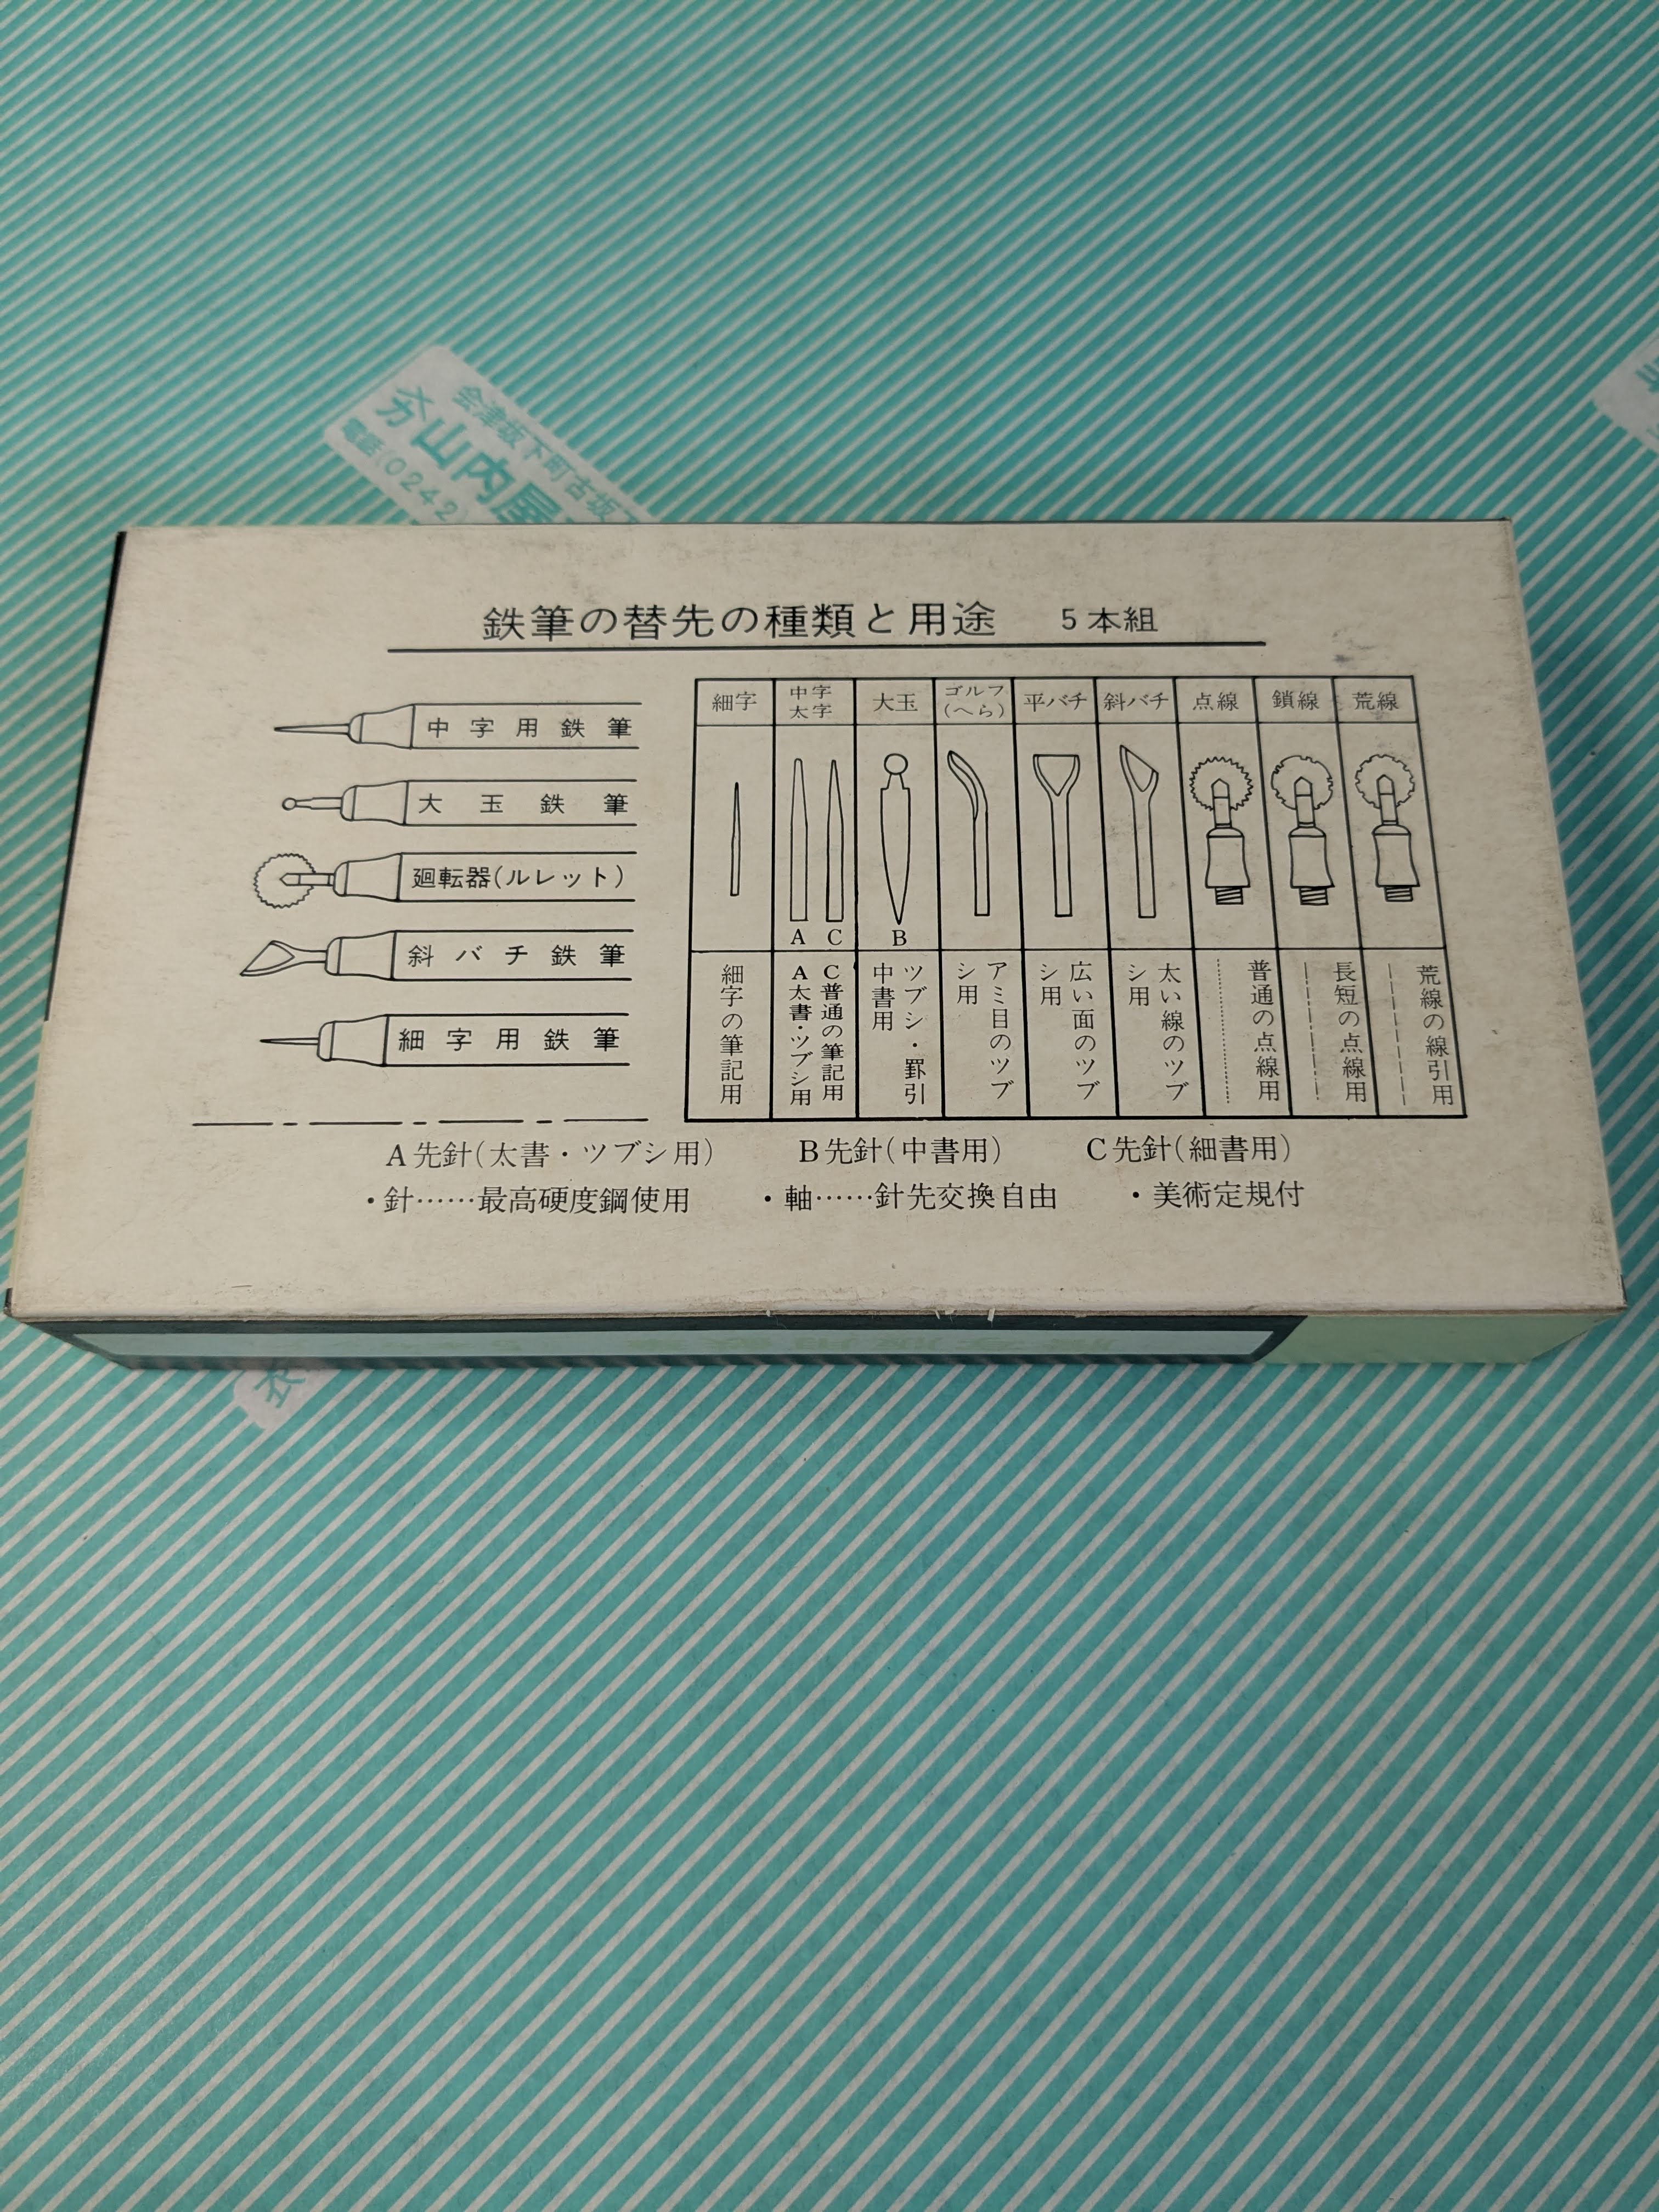 会津坂下町古坂
山内屋
電話(0242)
鉄筆の替先の種類と用途 5本組
中字用鉄筆
大玉鉄筆
廻転器(ルレット)
斜バチ鉄筆
細字用鉄筆
細字
中字
太字
大玉
ゴルフ
(へら)
平バチ
斜バチ
点線
鎖線
荒線
A C
B
細字の筆記用
C普通の筆記用
A太書・ツブシ用
ツブシ・罫引
中書用
アミ目のツブ
シ用
広い面のツブ
シ用
太い線のツブ
シ用
普通の点線用
長短の点線用
荒線の線引用
A先針(太書・ツブシ用) B先針(中書用) C先針(細書用)
・針……最高硬度鋼使用 ・軸……針先交換自由 ・美術定規付
衣